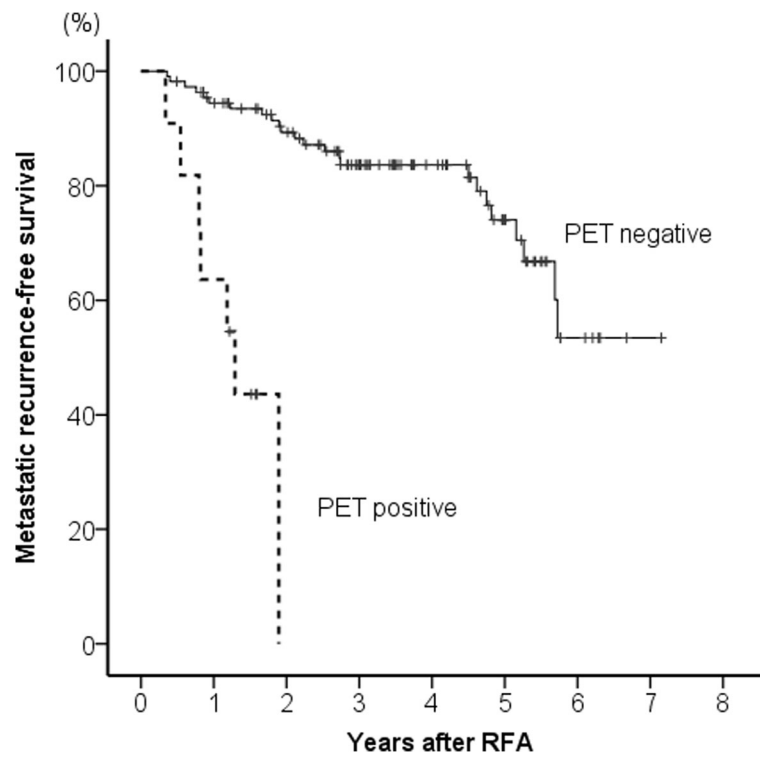 (%)
100
80
60
40
20
0
Metastatic recurrence-free survival
PET negative
PET positive
0 1 2 3 4 5 6 7 8
Years after RFA